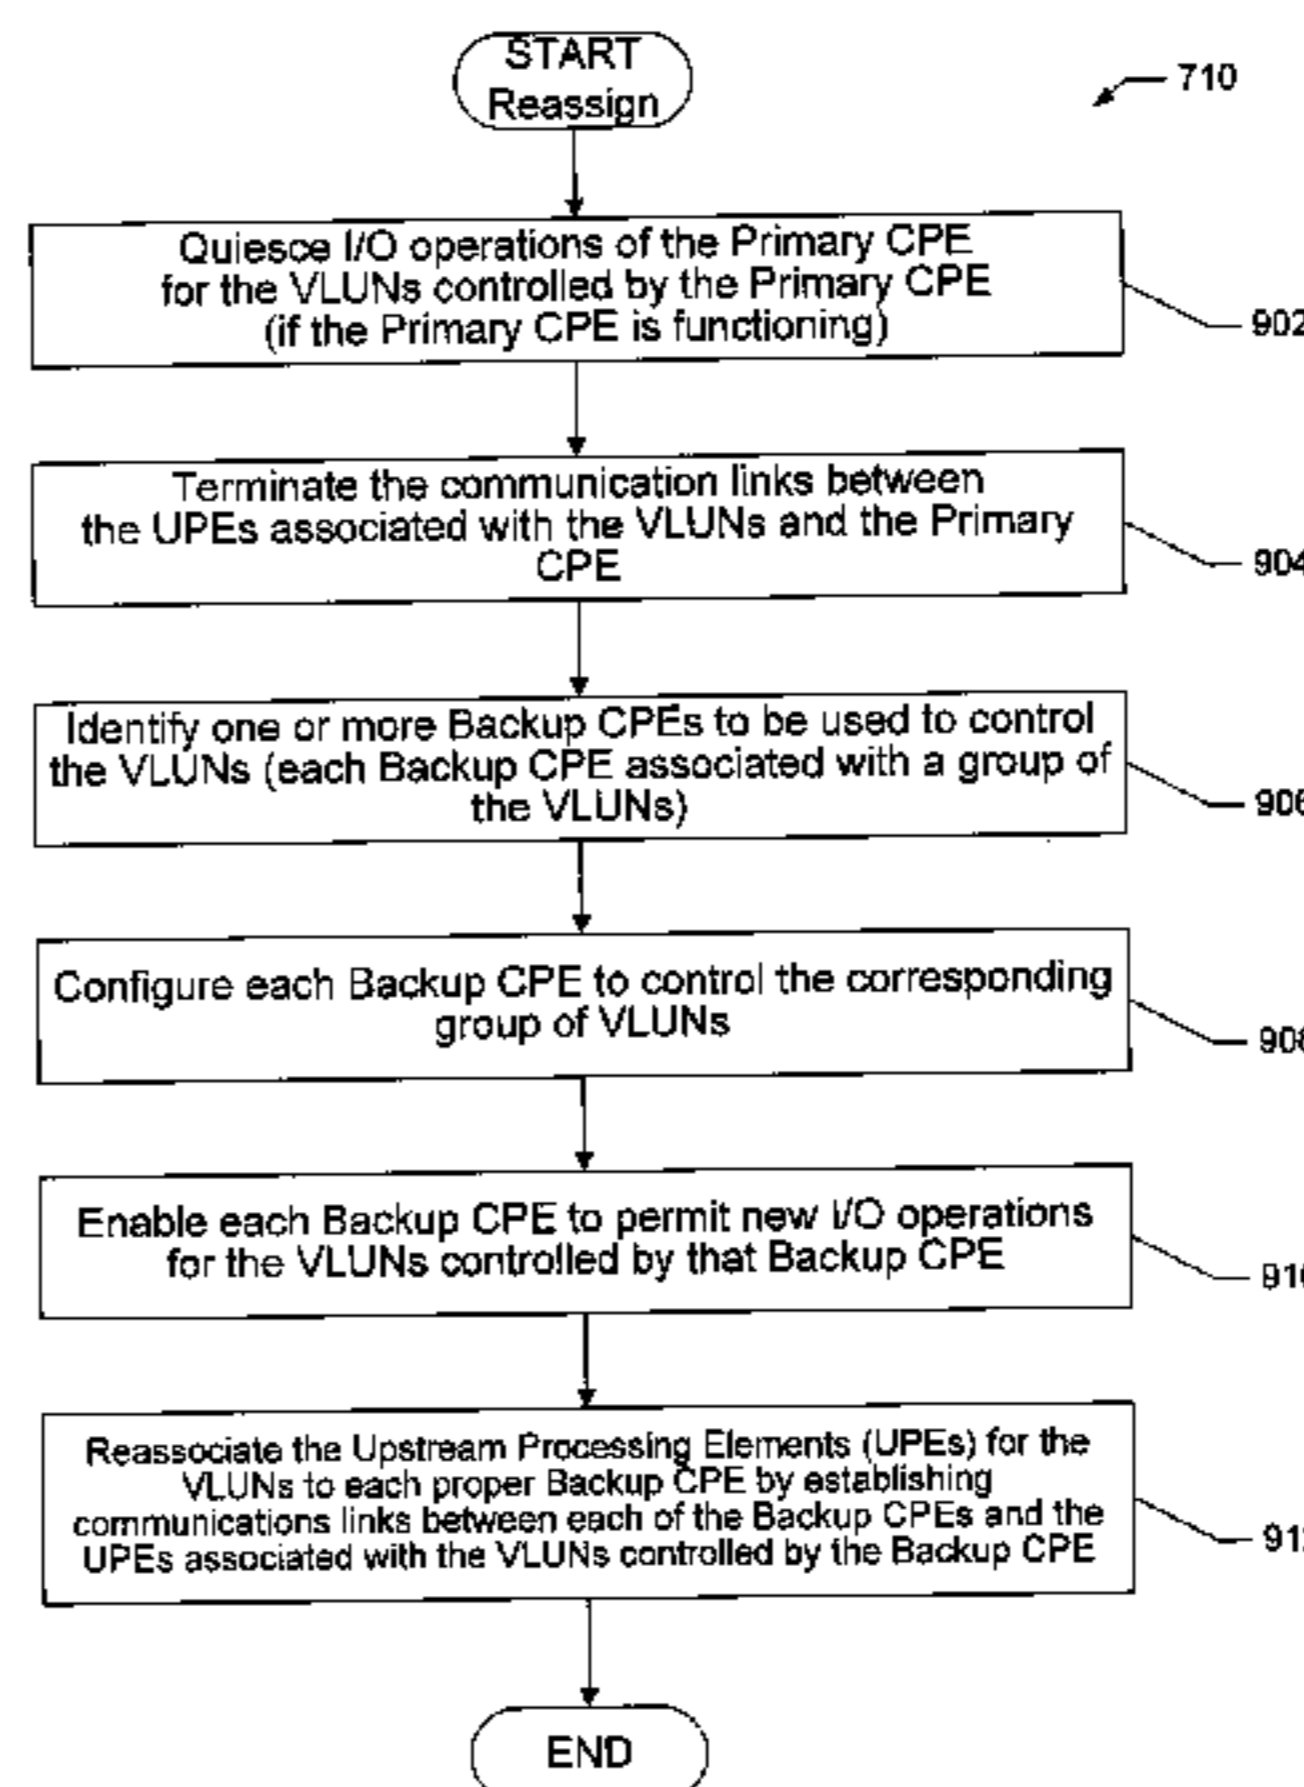 START
Reassign
710
Quiesce I/O operations of the Primary CPE
for the VLUNs controlled by the Primary CPE
(if the Primary CPE is functioning)
902
Terminate the communication links between
the UPEs associated with the VLUNs and the Primary
CPE
904
Identify one or more Backup CPEs to be used to control
the VLUNs (each Backup CPE associated with a group of
the VLUNs)
906
Configure each Backup CPE to control the corresponding
group of VLUNs
908
Enable each Backup CPE to permit new I/O operations
for the VLUNs controlled by that Backup CPE
910
Reassociate the Upstream Processing Elements (UPEs) for the
VLUNs to each proper Backup CPE by establishing
communications links between each of the Backup CPEs and the
UPEs associated with the VLUNs controlled by the Backup CPE
912
END